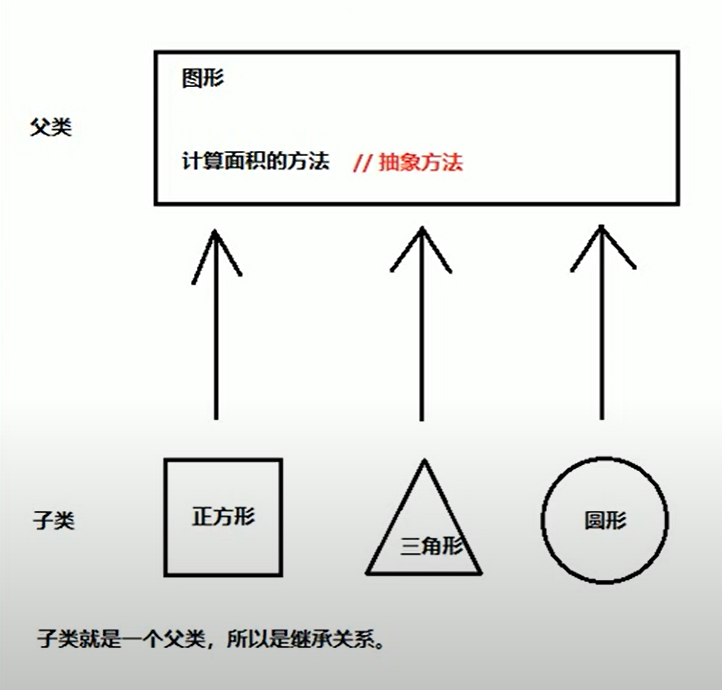 图形
父类
计算面积的方法 // 抽象方法
子类
正方形
三角形
圆形
子类就是一个父类，所以是继承关系。